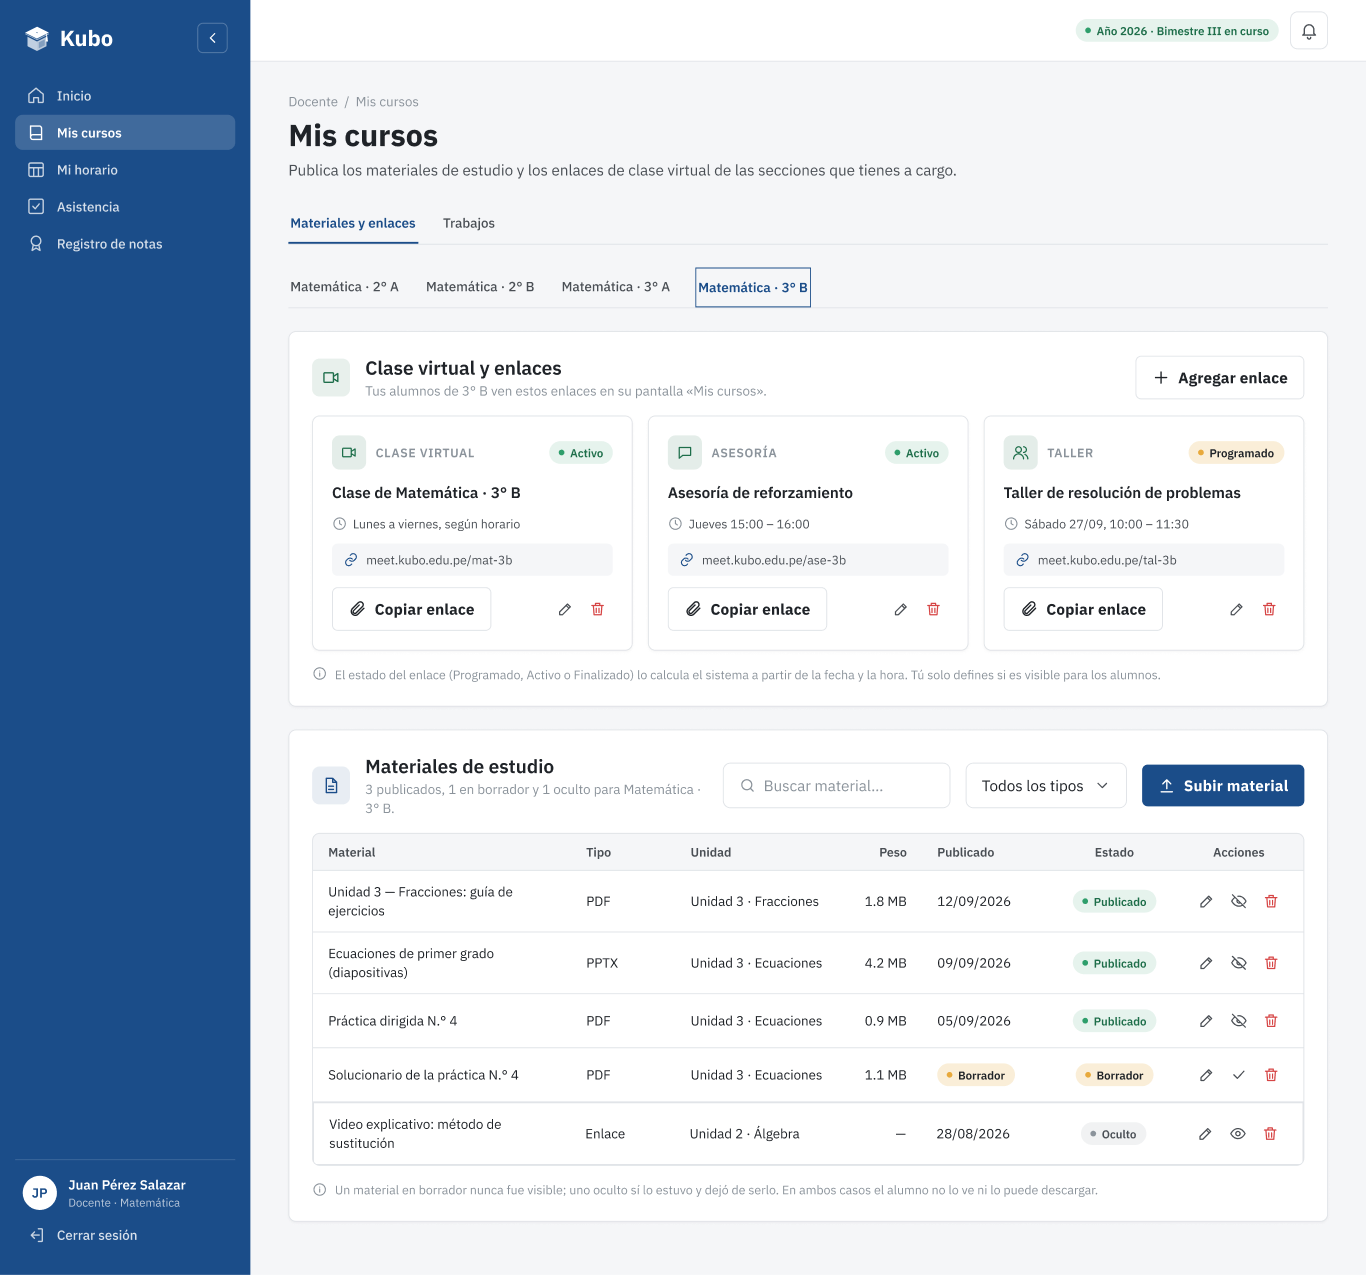 Kubo
Inicio
Mis cursos
Mi horario
Asistencia
Registro de notas
Juan Pérez Salazar
JP
Docente · Matemática
Cerrar sesión
Año 2026 · Bimestre III en curso
Docente / Mis cursos
Mis cursos
Publica los materiales de estudio y los enlaces de clase virtual de las secciones que tienes a cargo.
Materiales y enlaces Trabajos
Matemática · 2° A Matemática · 2° B Matemática · 3° A Matemática · 3° B
Clase virtual y enlaces
Tus alumnos de 3° B ven estos enlaces en su pantalla «Mis cursos».
Agregar enlace
CLASE VIRTUAL Activo
Clase de Matemática · 3° B
Lunes a viernes, según horario
meet.kubo.edu.pe/mat-3b
Copiar enlace
ASESORÍA Activo
Asesoría de reforzamiento
Jueves 15:00 – 16:00
meet.kubo.edu.pe/ase-3b
Copiar enlace
TALLER Programado
Taller de resolución de problemas
Sábado 27/09, 10:00 – 11:30
meet.kubo.edu.pe/tal-3b
Copiar enlace
El estado del enlace (Programado, Activo o Finalizado) lo calcula el sistema a partir de la fecha y la hora. Tú solo defines si es visible para los alumnos.
Materiales de estudio
3 publicados, 1 en borrador y 1 oculto para Matemática ·
3° B.
Buscar material...
Todos los tipos
Subir material
Material Tipo Unidad Peso Publicado Estado Acciones
Unidad 3 — Fracciones: guía de
ejercicios
PDF Unidad 3 · Fracciones 1.8 MB 12/09/2026 Publicado
Ecuaciones de primer grado
(diapositivas)
PPTX Unidad 3 · Ecuaciones 4.2 MB 09/09/2026 Publicado
Práctica dirigida N.° 4 PDF Unidad 3 · Ecuaciones 0.9 MB 05/09/2026 Publicado
Solucionario de la práctica N.° 4 PDF Unidad 3 · Ecuaciones 1.1 MB Borrador Borrador
Video explicativo: método de
sustitución
Enlace Unidad 2 · Álgebra — 28/08/2026 Oculto
Un material en borrador nunca fue visible; uno oculto sí lo estuvo y dejó de serlo. En ambos casos el alumno no lo ve ni lo puede descargar.